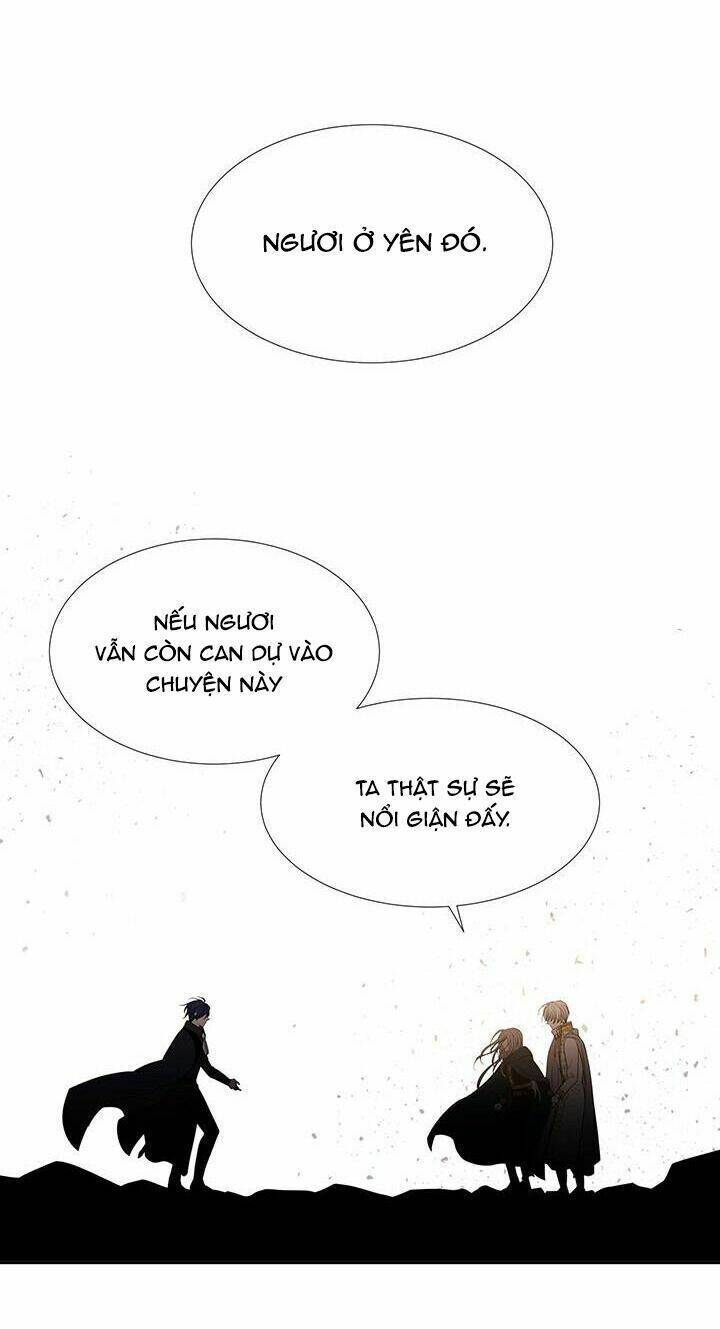 NGƯƠI Ở YÊN ĐÓ.
NẾU NGƯƠI
VẪN CÒN CAN DỰ VÀO
CHUYỆN NÀY
TA THẬT SỰ SẼ
NỔI GIẬN ĐẤY.